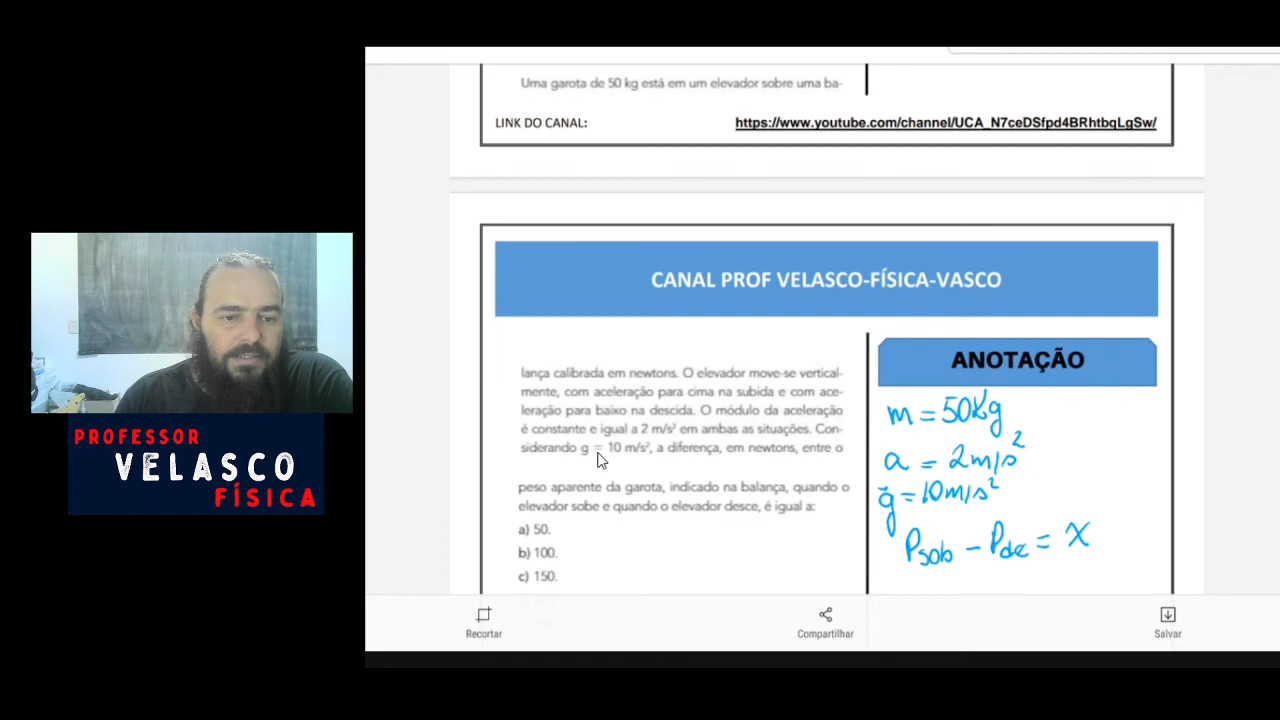 Uma garota de 50 kg está em um elevador sobre uma ba-
LINK DO CANAL: https://www.youtube.com/channel/UCA_N7ceDSfpd4BRhtbqLgSw/
CANAL PROF VELASCO-FÍSICA-VASCO
lança calibrada em newtons. O elevador move-se vertical-
mente, com aceleração para cima na subida e com ace-
leração para baixo na descida. O módulo da aceleração
é constante e igual a 2 m/s² em ambas as situações. Con-
siderando g = 10 m/s², a diferença, em newtons, entre o
peso aparente da garota, indicado na balança, quando o
elevador sobe e quando o elevador desce, é igual a:
a) 50.
b) 100.
c) 150.
ANOTAÇÃO
m = 50Kg
a = 2m/s²
g = 10m/s²
Psob - Pde = X
PROFESSOR
VELASCO
FÍSICA
Recortar
Compartilhar
Salvar